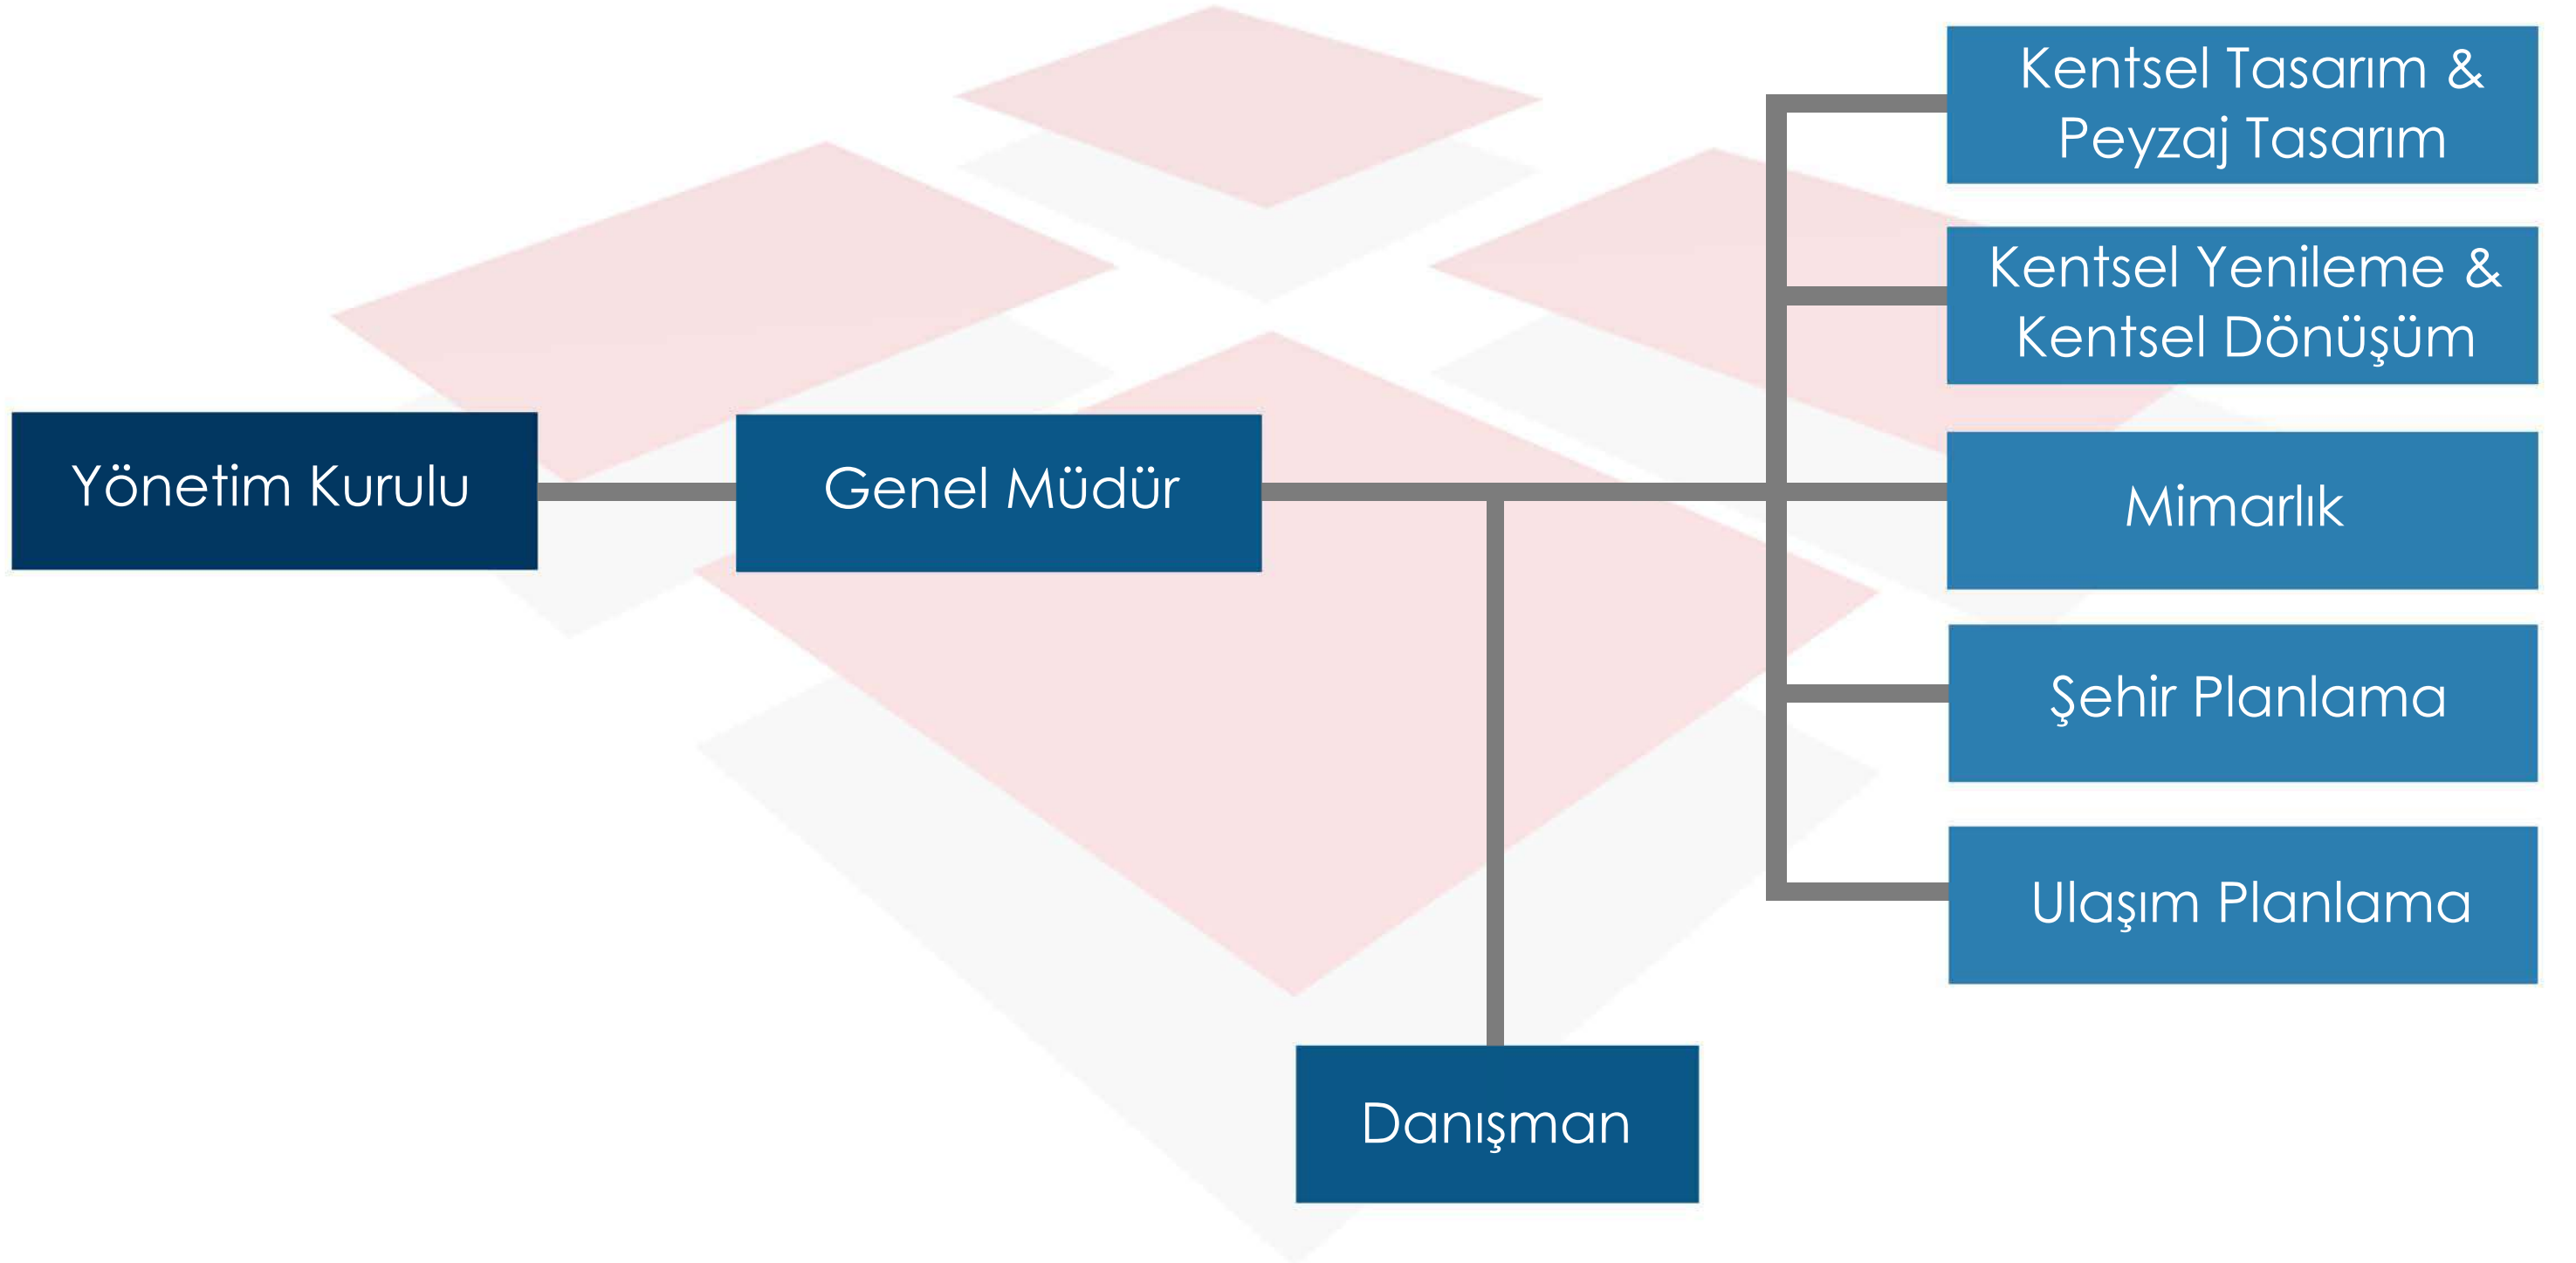 Yönetim Kurulu
Genel Müdür
Kentsel Tasarım &
Peyzaj Tasarım
Kentsel Yenileme &
Kentsel Dönüşüm
Mimarlık
Şehir Planlama
Ulaşım Planlama
Danışman